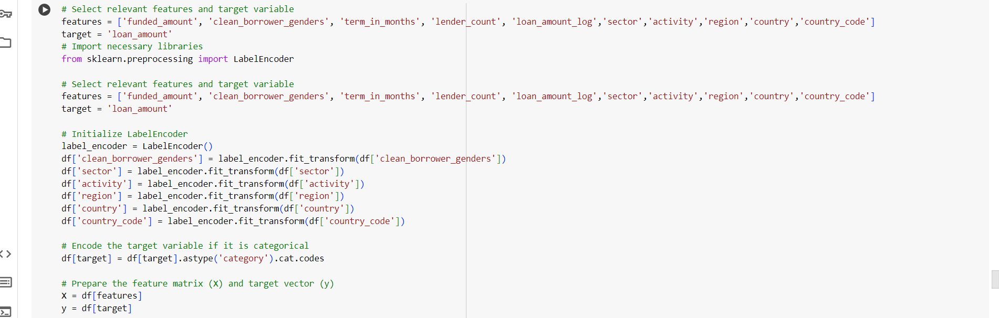 # Select relevant features and target variable
features = ['funded_amount', 'clean_borrower_genders', 'term_in_months', 'lender_count', 'loan_amount_log','sector','activity','region','country','country_code']
target = 'loan_amount'
# Import necessary libraries
from sklearn.preprocessing import LabelEncoder
# Select relevant features and target variable
features = ['funded_amount', 'clean_borrower_genders', 'term_in_months', 'lender_count', 'loan_amount_log','sector','activity','region','country','country_code']
target = 'loan_amount'
# Initialize LabelEncoder
label_encoder = LabelEncoder()
df['clean_borrower_genders'] = label_encoder.fit_transform(df['clean_borrower_genders'])
df['sector'] = label_encoder.fit_transform(df['sector'])
df['activity'] = label_encoder.fit_transform(df['activity'])
df['region'] = label_encoder.fit_transform(df['region'])
df['country'] = label_encoder.fit_transform(df['country'])
df['country_code'] = label_encoder.fit_transform(df['country_code'])
# Encode the target variable if it is categorical
df[target] = df[target].astype('category').cat.codes
# Prepare the feature matrix (X) and target vector (y)
X = df[features]
y = df[target]